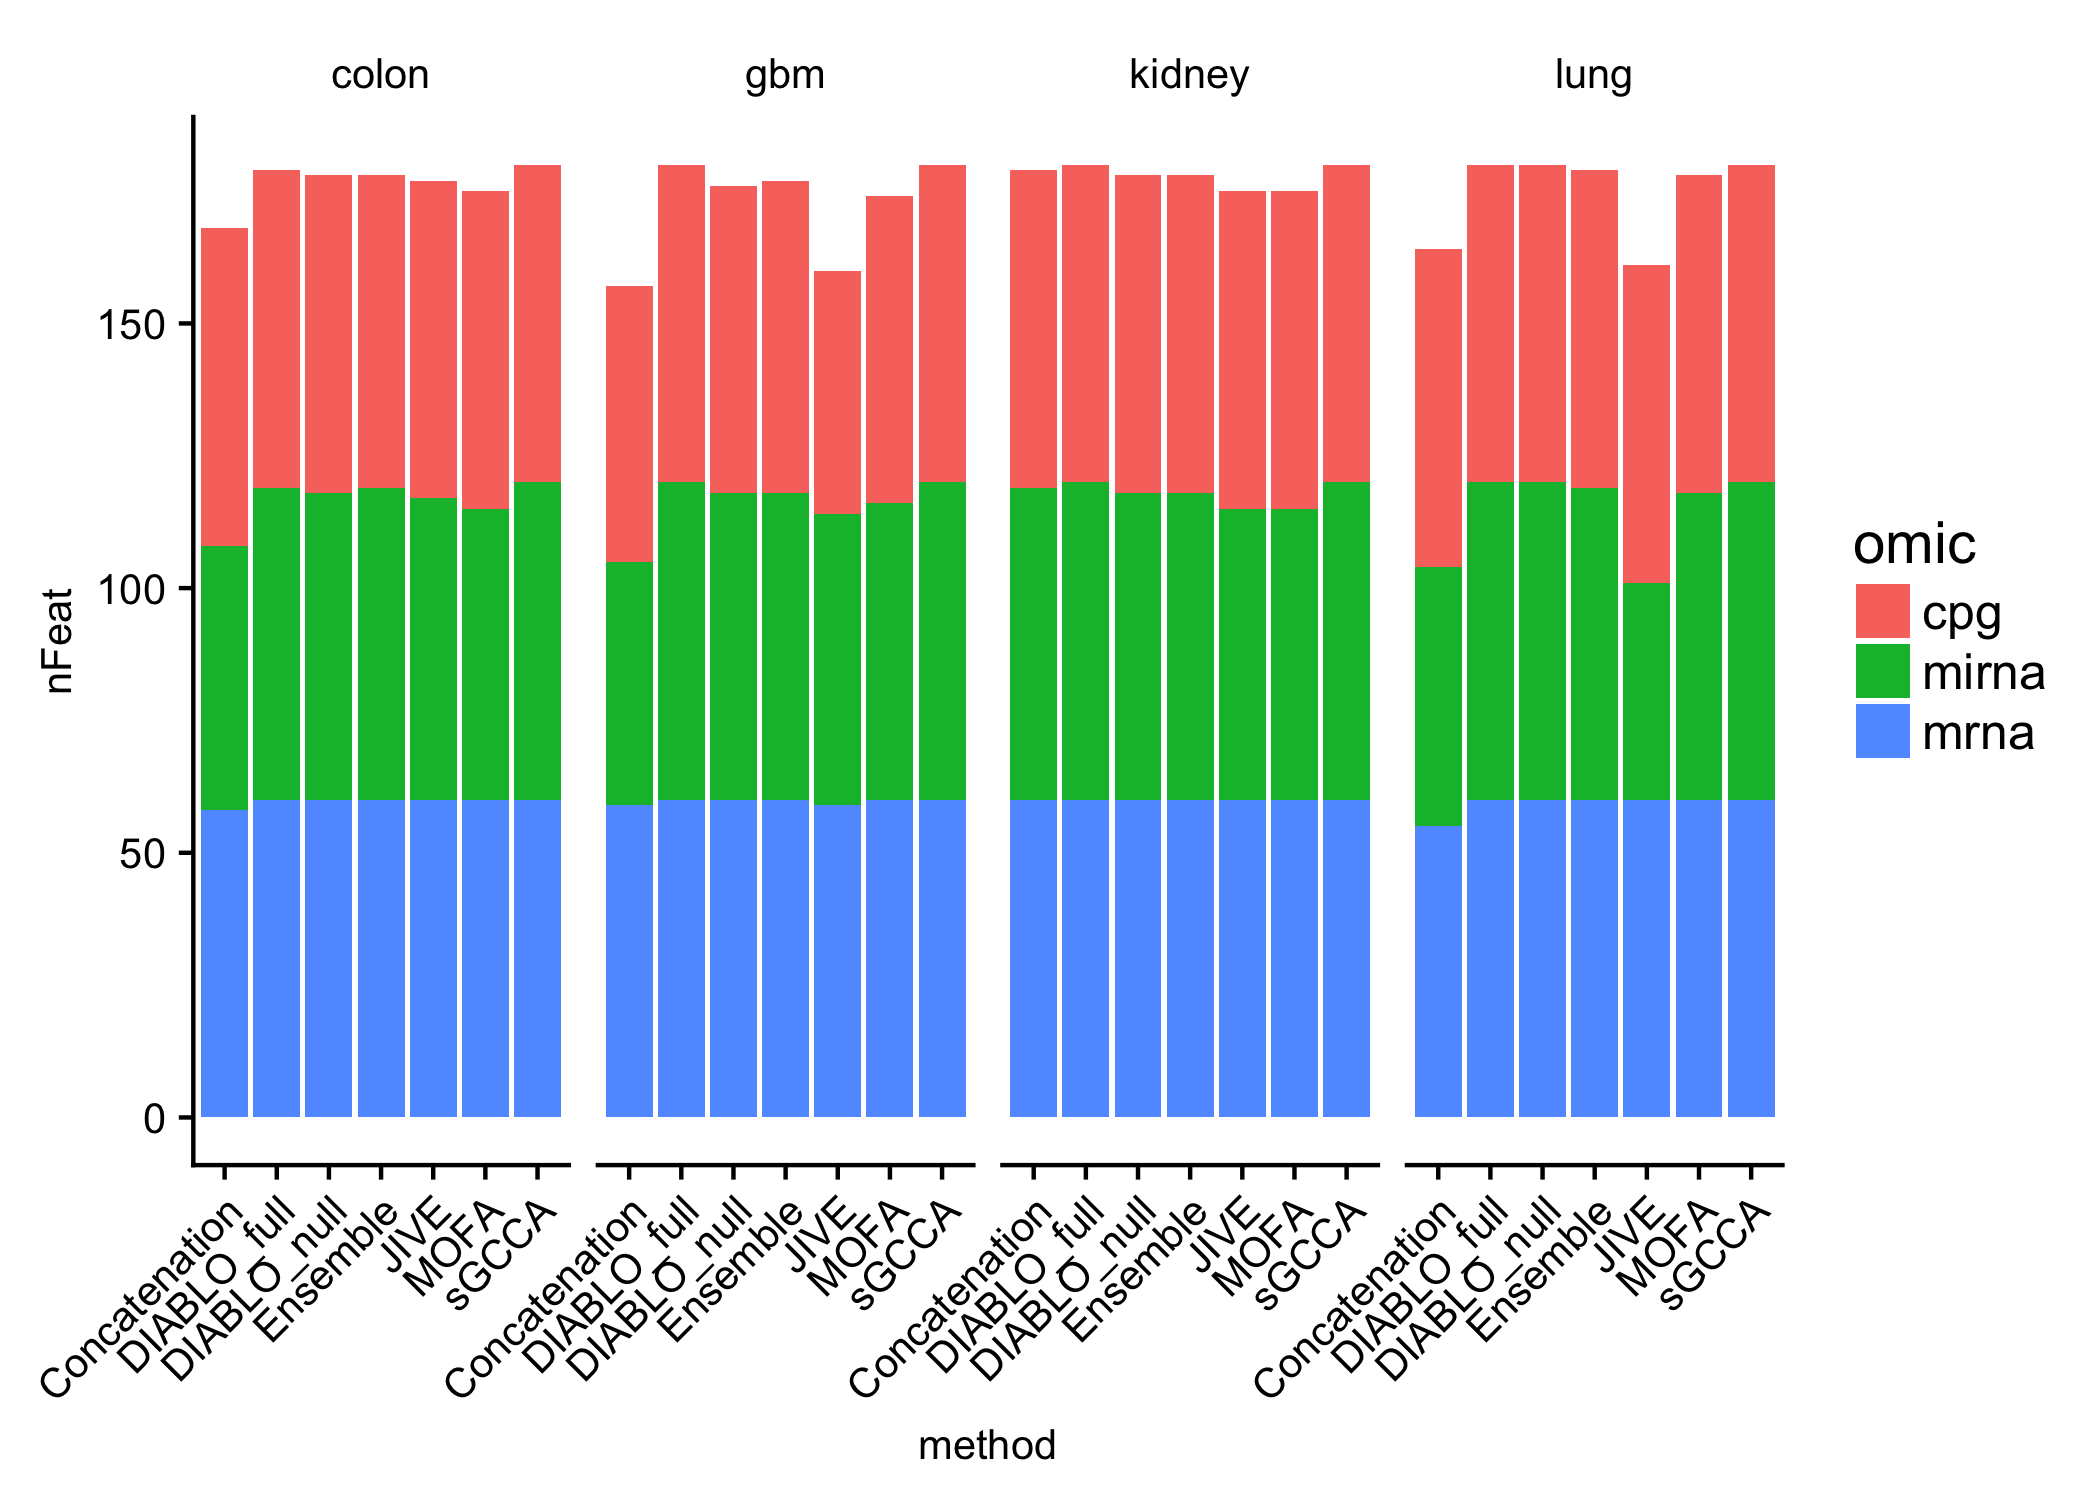 colon gbm kidney lung
nFeat
150
100
50
0
Concatenation DIABLO_full DIABLO_null Ensemble JIVE MOFA sGCCA Concatenation DIABLO_full DIABLO_null Ensemble JIVE MOFA sGCCA Concatenation DIABLO_full DIABLO_null Ensemble JIVE MOFA sGCCA Concatenation DIABLO_full DIABLO_null Ensemble JIVE MOFA sGCCA
method
omic
cpg
mirna
mrna